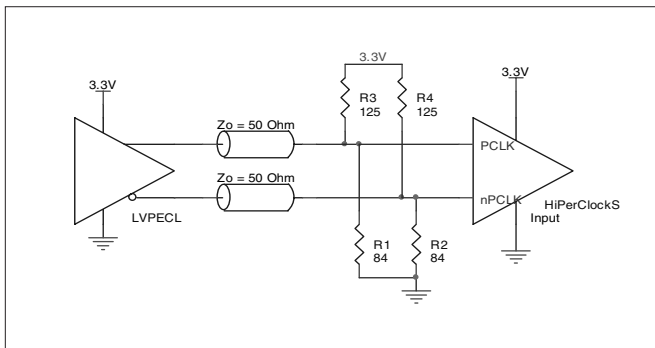 3.3V
3.3V
3.3V
R3
125
R4
125
Zo = 50 Ohm
PCLK
Zo = 50 Ohm
nPCLK
HiPerClockS
Input
LVPECL
R1
84
R2
84